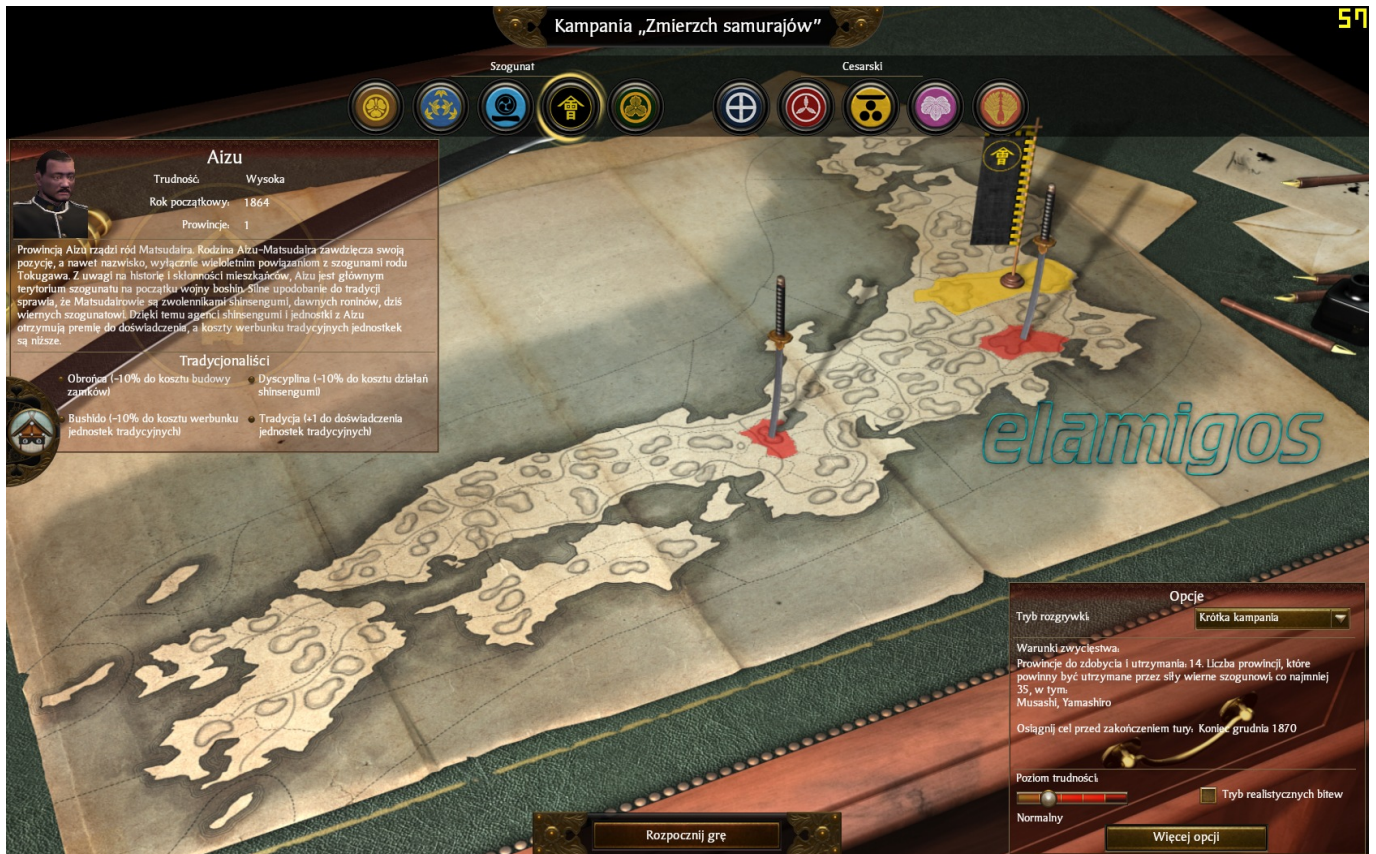 Kampania „Zmierzch samurajów”
57
Szogunat
Cesarski
Aizu
Trudność: Wysoka
Rok początkowy: 1864
Prowincje: 1
Prowincją Aizu rządzi ród Matsudaira. Rodzina Aizu-Matsudaira zawdzięcza swoją
pozycję, a nawet nazwisko, wyłącznie wieloletnim powiązaniom z szogunami rodu
Tokugawa. Z uwagi na historię i skłonności mieszkańców, Aizu jest głównym
terytorium szogunatu na początku wojny boshin. Silne upodobanie do tradycji
sprawia, że Matsudairowie są zwolennikami shinsengumi, dawnych roninów, dziś
wiernych szogunatowi. Dzięki temu agenci shinsengumi i jednostki z Aizu
otrzymują premię do doświadczenia, a koszty werbunku tradycyjnych jednostkek
są niższe.
Tradycjonaliści
Obrońca (-10% do kosztu budowy
zamków)
Dyscyplina (-10% do kosztu działań
shinsengumi)
Bushido (-10% do kosztu werbunku
jednostek tradycyjnych)
Tradycja (+1 do doświadczenia
jednostek tradycyjnych)
會
會
elamigos
Opcje
Tryb rozgrywki: Krótka kampania
Warunki zwycięstwa:
Prowincje do zdobycia i utrzymania: 14. Liczba prowincji, które
powinny być utrzymane przez siły wierne szogunowi: co najmniej
35, w tym:
Musashi, Yamashiro
Osiągnij cel przed zakończeniem tury: Koniec grudnia 1870
Poziom trudności:
Tryb realistycznych bitew
Normalny
Więcej opcji
Rozpocznij grę